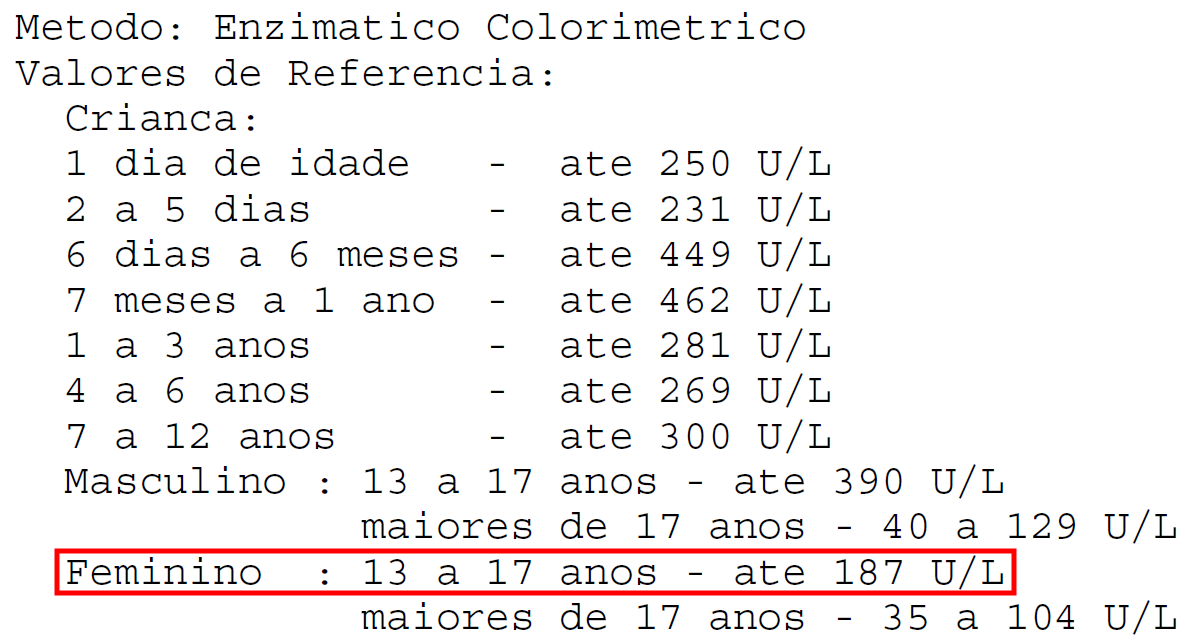 Metodo: Enzimatico Colorimetrico
Valores de Referencia:
Crianca:
1 dia de idade - ate 250 U/L
2 a 5 dias - ate 231 U/L
6 dias a 6 meses - ate 449 U/L
7 meses a 1 ano - ate 462 U/L
1 a 3 anos - ate 281 U/L
4 a 6 anos - ate 269 U/L
7 a 12 anos - ate 300 U/L
Masculino : 13 a 17 anos - ate 390 U/L
maiores de 17 anos - 40 a 129 U/L
Feminino : 13 a 17 anos - ate 187 U/L
maiores de 17 anos - 35 a 104 U/L